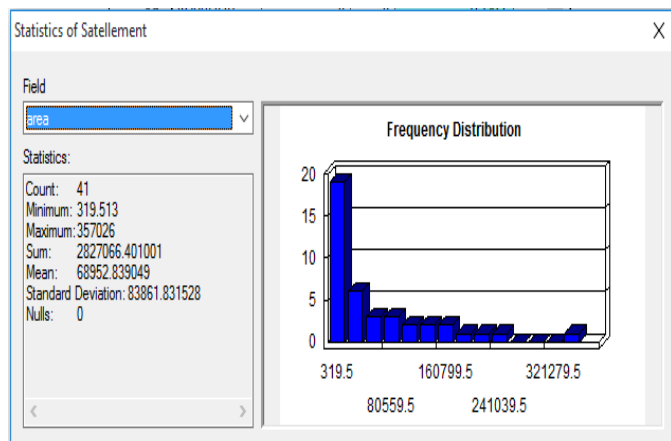 Statistics of Satellement
X
Field
area
Statistics:
Count: 41
Minimum: 319.513
Maximum: 357026
Sum: 2827066.401001
Mean: 68952.839049
Standard Deviation: 83861.831528
Nulls: 0
Frequency Distribution
20
15
10
5
0
319.5 160799.5 321279.5
80559.5 241039.5